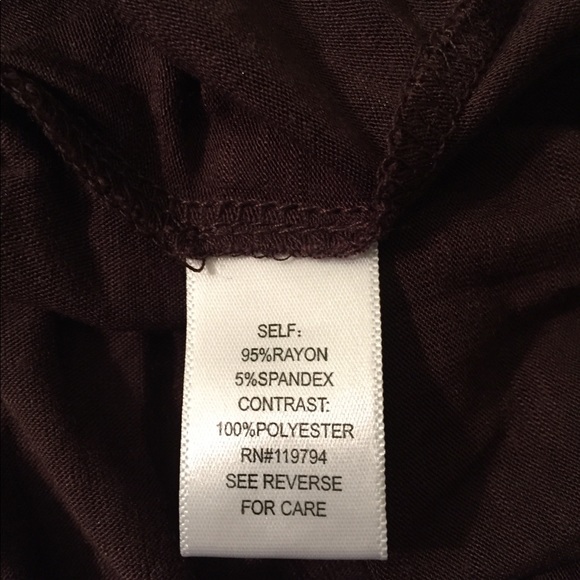 SELF:
95%RAYON
5%SPANDEX
CONTRAST:
100%POLYESTER
RN#119794
SEE REVERSE
FOR CARE